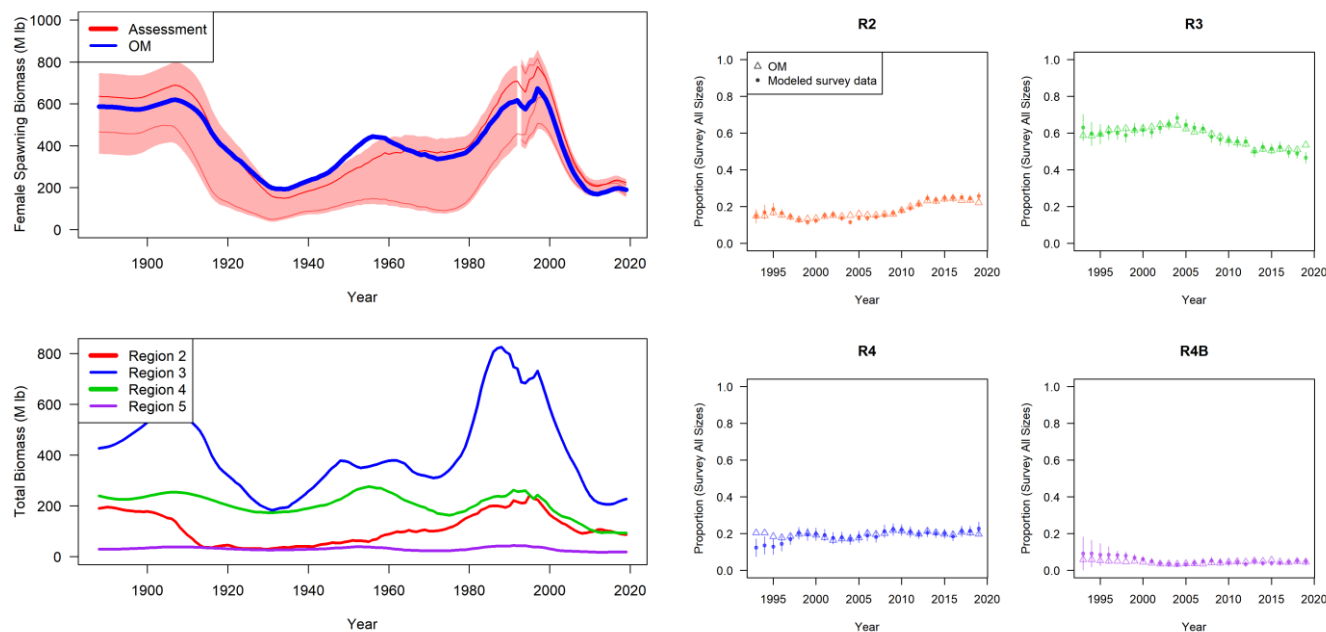 Female Spawning Biomass (M lb)
1000
800
600
400
200
0
Assessment
OM
1900 1920 1940 1960 1980 2000 2020
Year
Total Biomass (M lb)
800
600
400
200
0
Region 2
Region 3
Region 4
Region 5
1900 1920 1940 1960 1980 2000 2020
Year
R2
Proportion (Survey All Sizes)
1.0
0.8
0.6
0.4
0.2
0.0
OM
Modeled survey data
1995 2000 2005 2010 2015 2020
Year
R3
Proportion (Survey All Sizes)
1.0
0.8
0.6
0.4
0.2
0.0
1995 2000 2005 2010 2015 2020
Year
R4
Proportion (Survey All Sizes)
1.0
0.8
0.6
0.4
0.2
0.0
1995 2000 2005 2010 2015 2020
Year
R4B
Proportion (Survey All Sizes)
1.0
0.8
0.6
0.4
0.2
0.0
1995 2000 2005 2010 2015 2020
Year